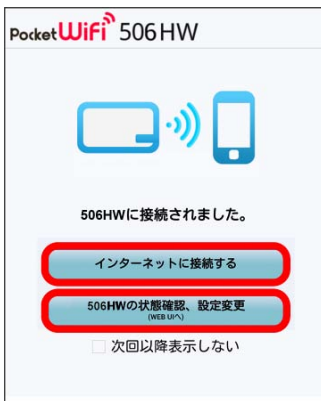 Pocket WiFi 506HW
506HWに接続されました。
インターネットに接続する
506HWの状態確認、設定変更
(WEB UIへ)
次回以降表示しない